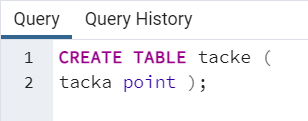 Query Query History
1 CREATE TABLE tacke (
2 tacka point );